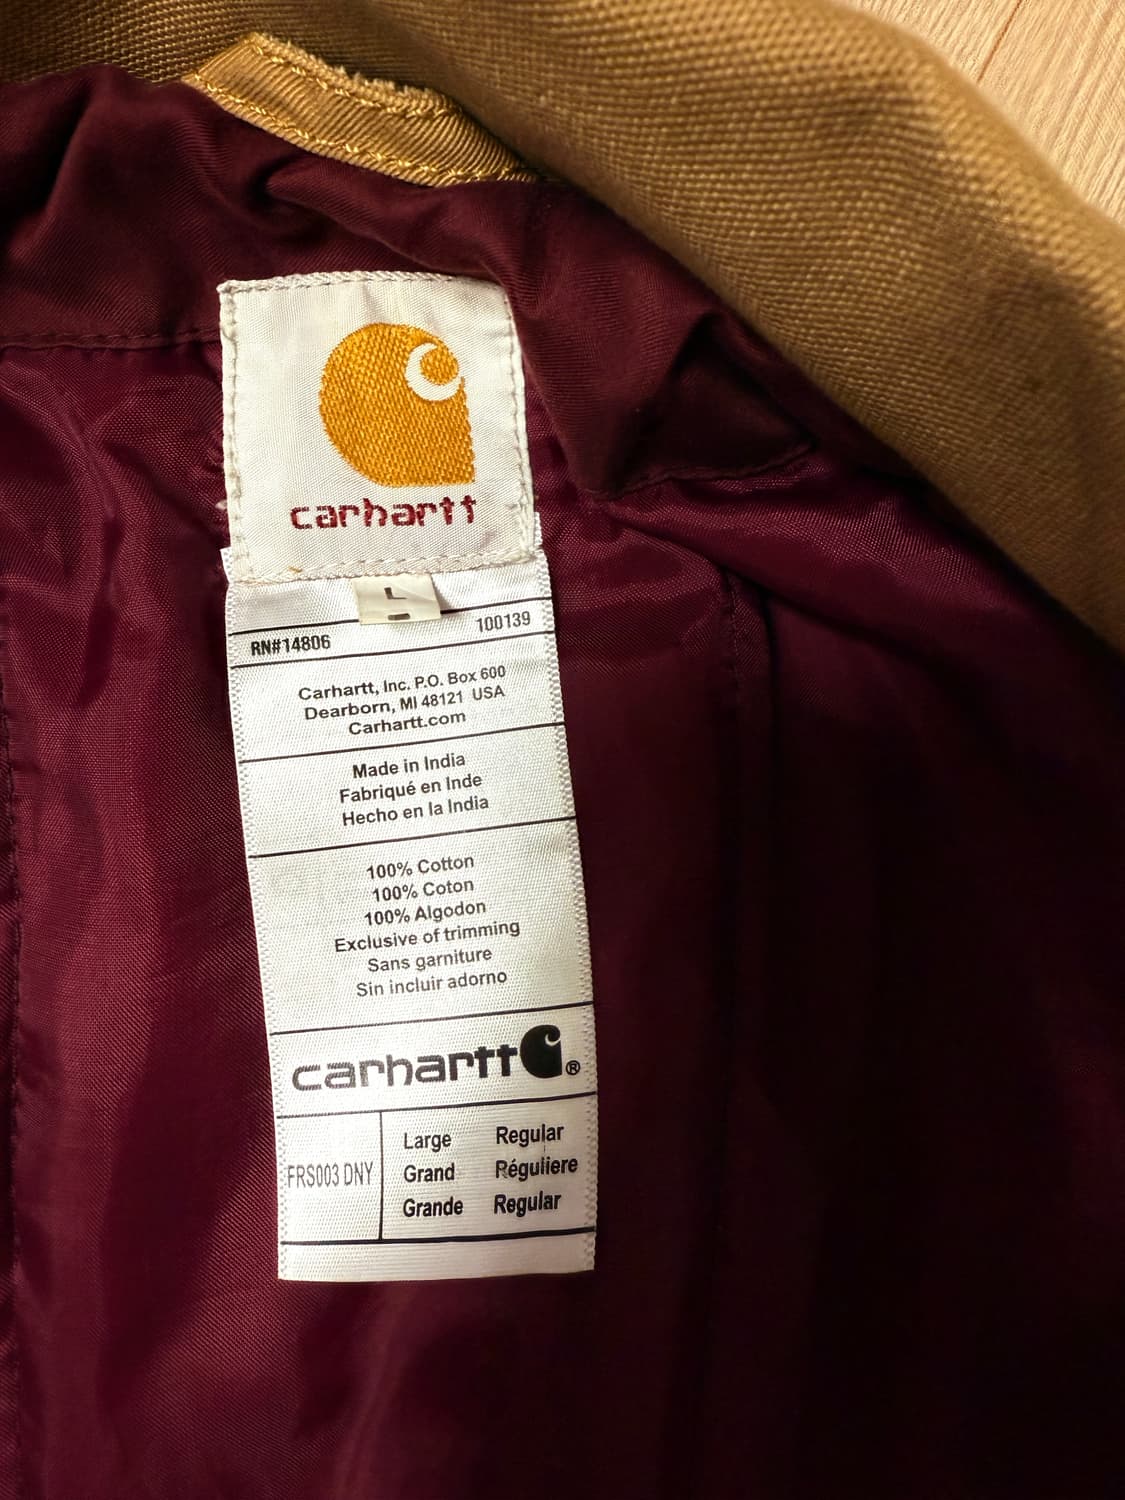 carhartt
L
RN#14806 100139
Carhartt, Inc. P.O. Box 600
Dearborn, MI 48121 USA
Carhartt.com
Made in India
Fabriqué en Inde
Hecho en la India
100% Cotton
100% Coton
100% Algodon
Exclusive of trimming
Sans garniture
Sin incluir adorno
carhartt®
FRS003 DNY
Large Regular
Grand Réguliere
Grande Regular